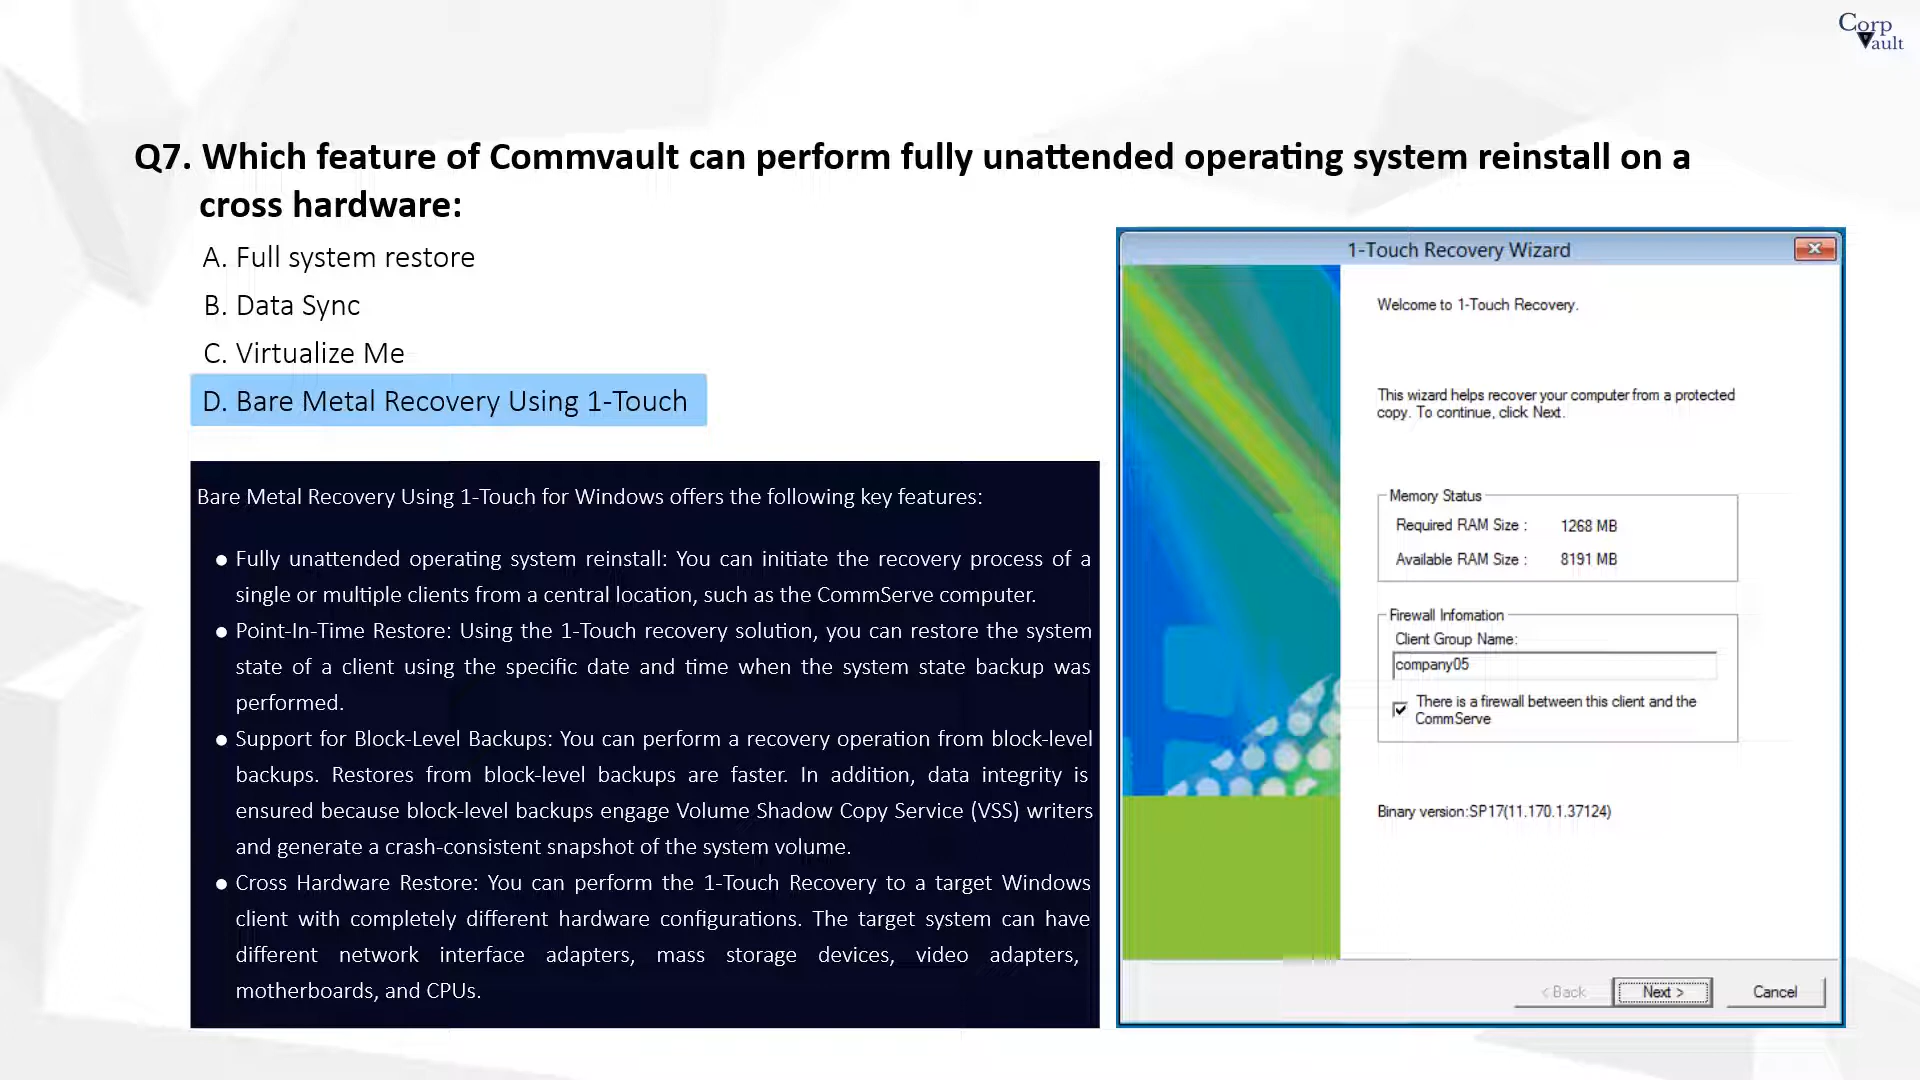 Corp
Vault
Q7. Which feature of Commvault can perform fully unattended operating system reinstall on a
cross hardware:
A. Full system restore
B. Data Sync
C. Virtualize Me
D. Bare Metal Recovery Using 1-Touch
Bare Metal Recovery Using 1-Touch for Windows offers the following key features:
● Fully unattended operating system reinstall: You can initiate the recovery process of a
single or multiple clients from a central location, such as the CommServe computer.
● Point-In-Time Restore: Using the 1-Touch recovery solution, you can restore the system
state of a client using the specific date and time when the system state backup was
performed.
● Support for Block-Level Backups: You can perform a recovery operation from block-level
backups. Restores from block-level backups are faster. In addition, data integrity is
ensured because block-level backups engage Volume Shadow Copy Service (VSS) writers
and generate a crash-consistent snapshot of the system volume.
● Cross Hardware Restore: You can perform the 1-Touch Recovery to a target Windows
client with completely different hardware configurations. The target system can have
different network interface adapters, mass storage devices, video adapters,
motherboards, and CPUs.
1-Touch Recovery Wizard
Welcome to 1-Touch Recovery.
This wizard helps recover your computer from a protected
copy. To continue, click Next.
Memory Status
Required RAM Size : 1268 MB
Available RAM Size : 8191 MB
Firewall Infomation
Client Group Name:
company05
There is a firewall between this client and the
CommServe
Binary version:SP17(11.170.1.37124)
< Back Next > Cancel